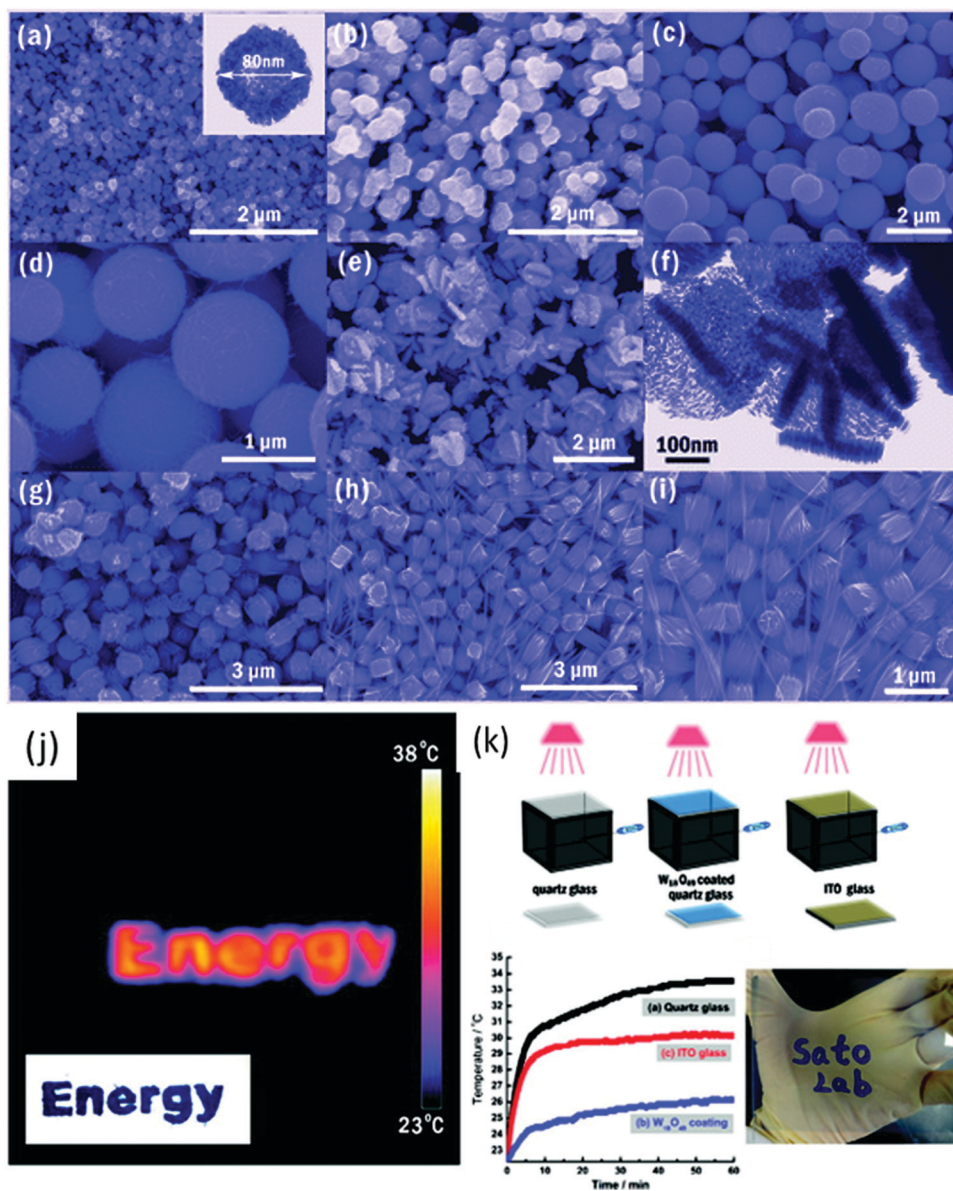 (a)
80nm
2 μm
(b)
2 μm
(c)
2 μm
(d)
1 μm
(e)
2 μm
(f)
100nm
(g)
3 μm
(h)
3 μm
(i)
1 μm
(j)
38°C
23°C
Energy
Energy
(k)
quartz glass
W₁₈O₄₉ coated
quartz glass
ITO glass
Temperature / °C
35
34
33
32
31
30
29
28
27
26
25
24
23
(a) Quartz glass
(c) ITO glass
(b) W₁₈O₄₉ coating
0
10
20
30
40
50
60
Time / min
Sato
Lab